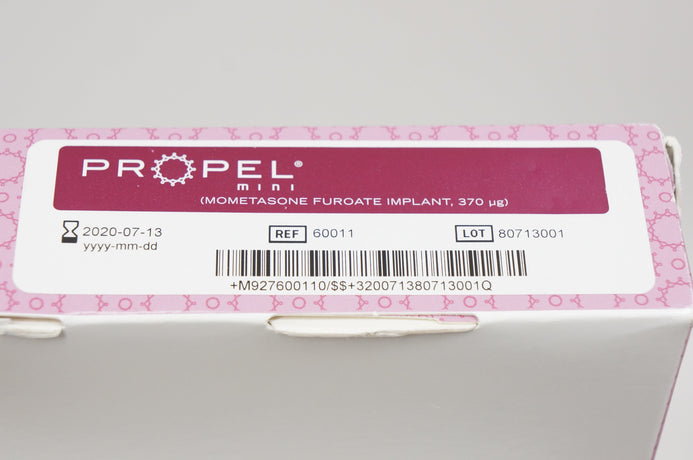 PROPEL®
mini
(MOMETASONE FUROATE IMPLANT, 370 µg)
2020-07-13 REF 60011 LOT 80713001
yyyy-mm-dd
+M927600110/$$+320071380713001Q